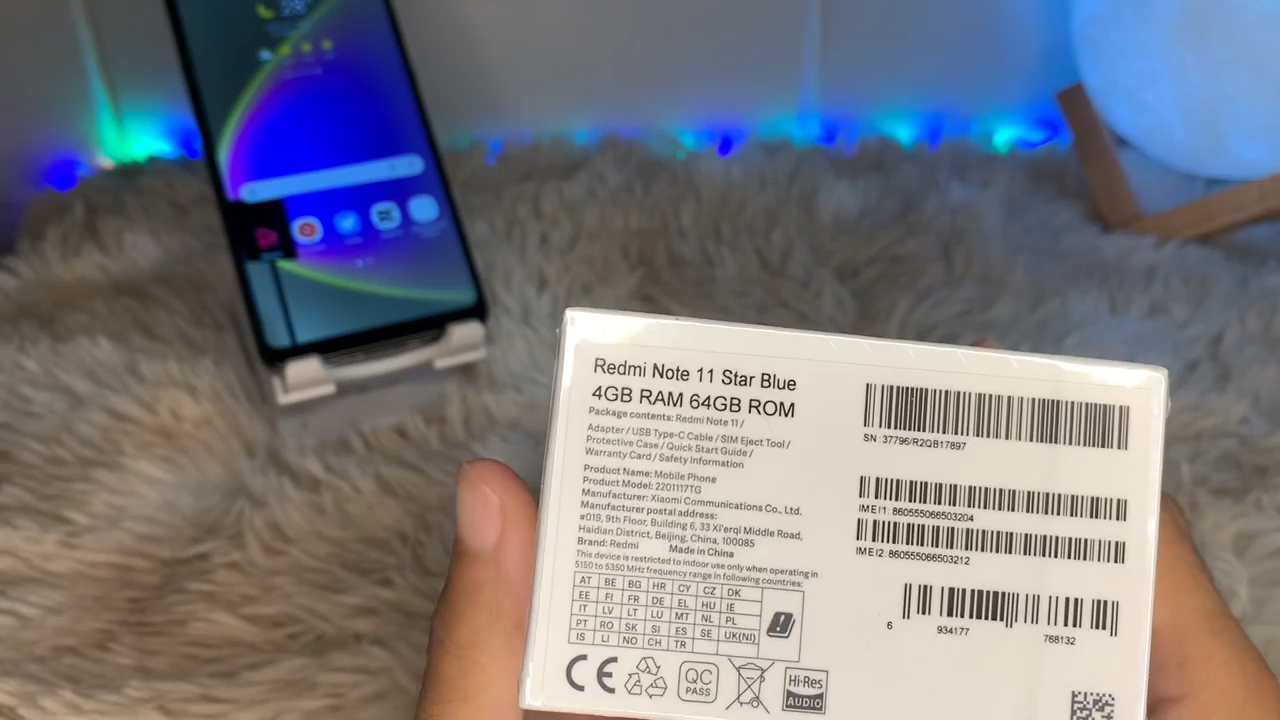 Redmi Note 11 Star Blue
4GB RAM 64GB ROM
Package contents: Redmi Note 11 /
Adapter / USB Type-C Cable / SIM Eject Tool /
Protective Case / Quick Start Guide /
Warranty Card / Safety Information
Product Name: Mobile Phone
Product Model: 2201117TG
Manufacturer: Xiaomi Communications Co., Ltd.
Manufacturer postal address:
#019, 9th Floor, Building 6, 33 Xi'erqi Middle Road,
Haidian District, Beijing, China, 100085
Brand: Redmi Made in China
This device is restricted to indoor use only when operating in
5150 to 5350 MHz frequency range in following countries:
AT BE BG HR CY CZ DK
EE FI FR DE EL HU IE
IT LV LT LU MT NL PL
PT RO SK SI ES SE UK(NI)
IS LI NO CH TR
CE
QC
PASS
Hi-Res
AUDIO
SN: 37796/R2QB17897
IMEI1: 860555066503204
IMEI2: 860555066503212
6 934177 768132